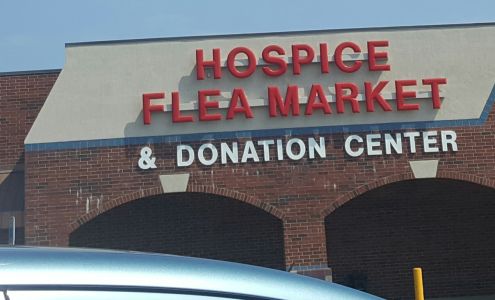 HOSPICE
FLEA MARKET
& DONATION CENTER